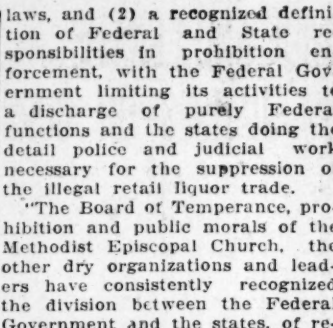 laws, and (2) a recognized defini
tion of Federal and State re
sponsibilities in prohibition en
forcement, with the Federal Gov
ernment limiting its activities t
a discharge of purely Federa
functions and the states doing the
detail police and judicial work
necessary for the suppression o
the illegal retail liquor trade.
"The Board of Temperance, pro
hibition and public morals of the
Methodist Episcopal Church, the
other dry organizations and lead-
ers have consistently recognized
the division between the Federa
Government and the states, of re